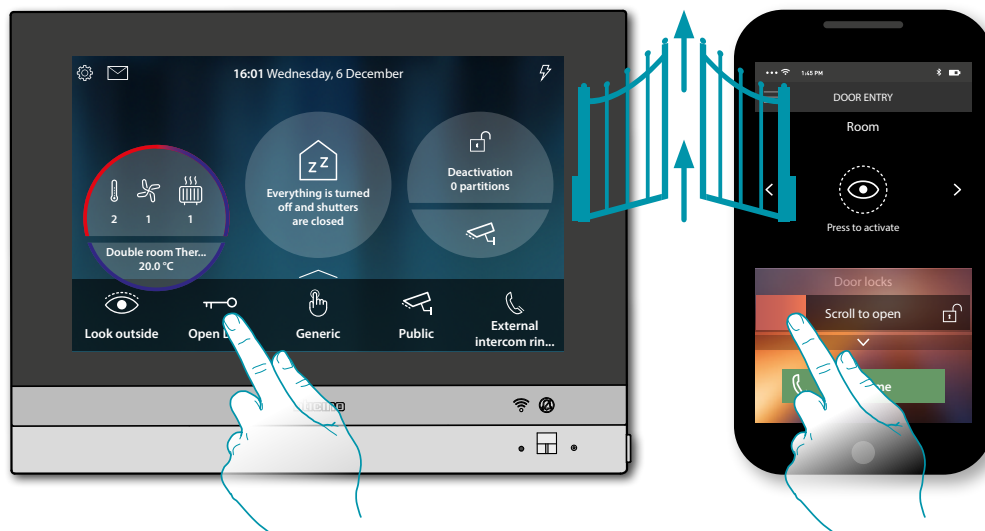 16:01 Wednesday, 6 December
2 1 1
Double room Ther...
20.0 °C
Everything is turned
off and shutters
are closed
zz
Deactivation
0 partitions
Look outside
Open
Generic
Public
External
intercom rin...
1:45 PM
DOOR ENTRY
Room
Press to activate
Door locks
Scroll to open